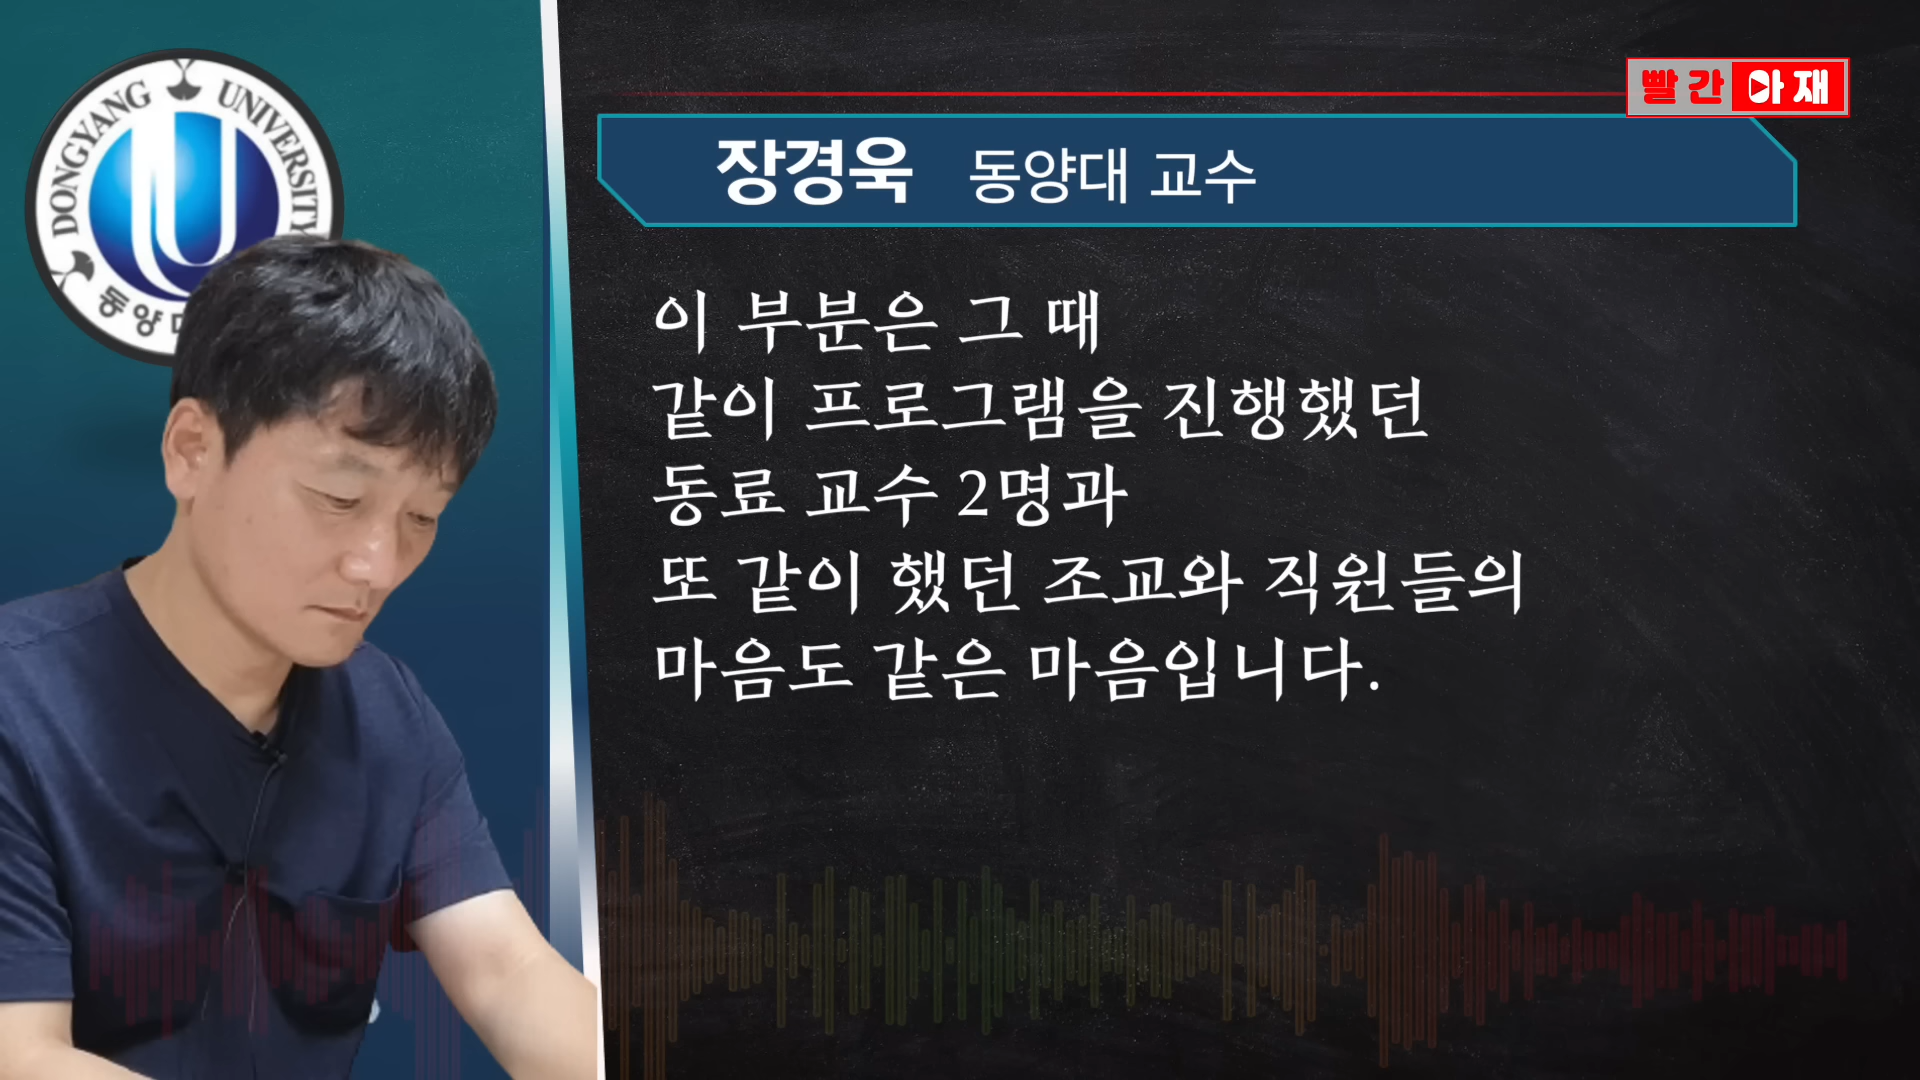 DONGYANG UNIVERSITY
동양대
빨간아재
장경욱 동양대 교수
이 부분은 그 때
같이 프로그램을 진행했던
동료 교수 2명과
또 같이 했던 조교와 직원들의
마음도 같은 마음입니다.